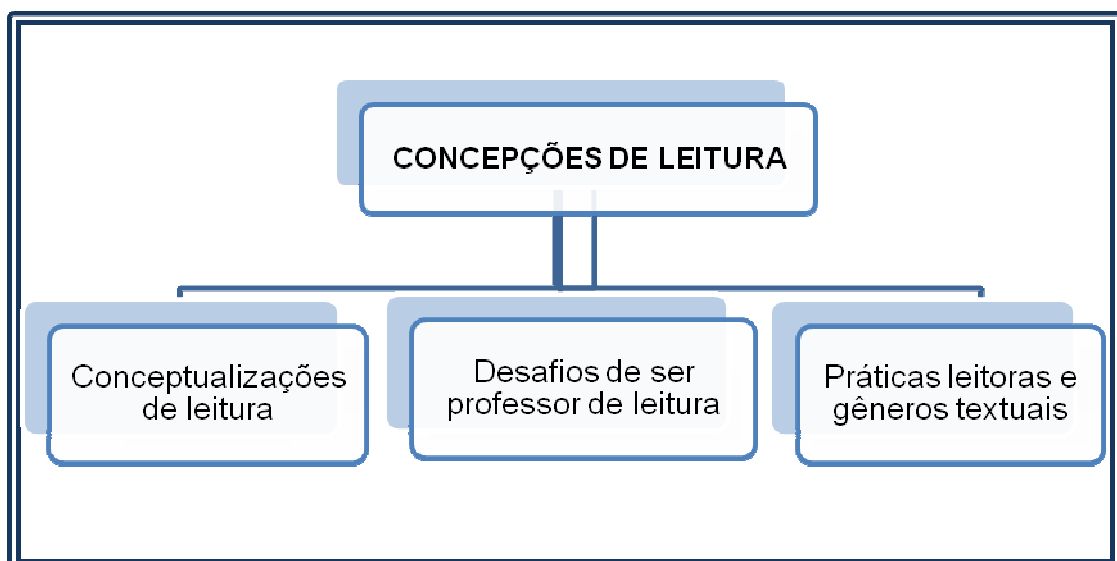 CONCEPÇÕES DE LEITURA
Conceptualizações
de leitura
Desafios de ser
professor de leitura
Práticas leitoras e
gêneros textuais